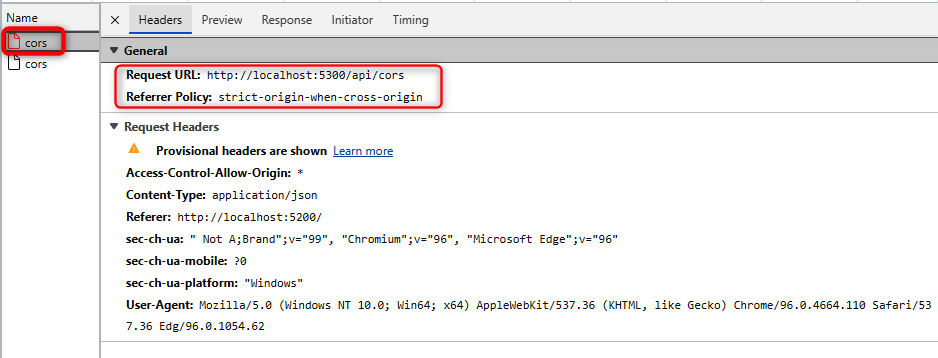 Name
Headers Preview Response Initiator Timing
cors
cors
General
Request URL: http://localhost:5300/api/cors
Referrer Policy: strict-origin-when-cross-origin
Request Headers
Provisional headers are shown Learn more
Access-Control-Allow-Origin: *
Content-Type: application/json
Referer: http://localhost:5200/
sec-ch-ua: " Not A;Brand";v="99", "Chromium";v="96", "Microsoft Edge";v="96"
sec-ch-ua-mobile: ?0
sec-ch-ua-platform: "Windows"
User-Agent: Mozilla/5.0 (Windows NT 10.0; Win64; x64) AppleWebKit/537.36 (KHTML, like Gecko) Chrome/96.0.4664.110 Safari/53
7.36 Edg/96.0.1054.62